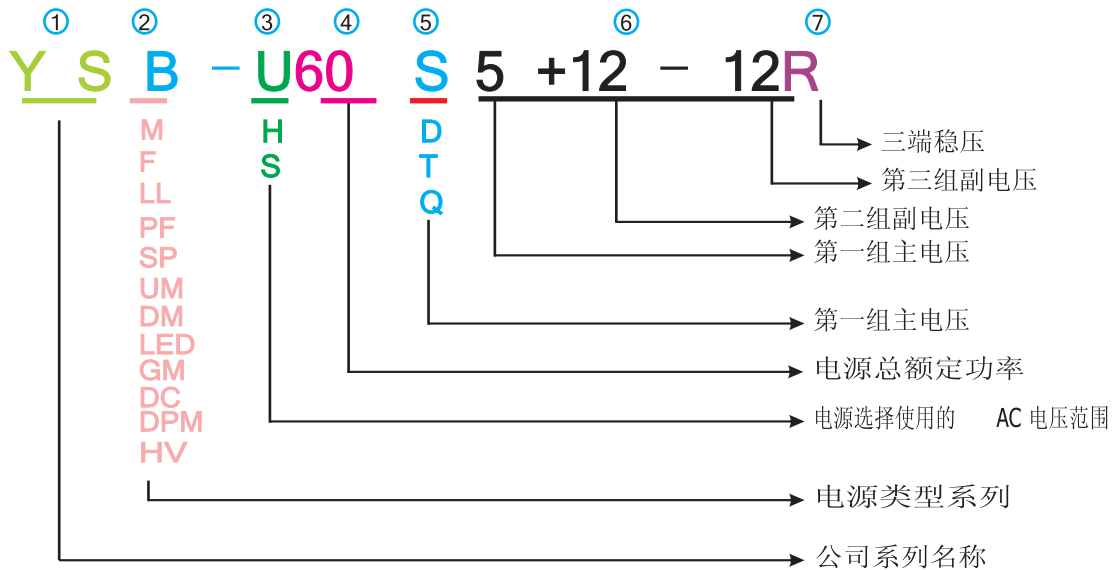 ① ② ③ ④ ⑤ ⑥ ⑦
Y S B - U60 S 5 +12 - 12R
M
F
LL
PF
SP
UM
DM
LED
GM
DC
DPM
HV
H
S
D
T
Q
三端稳压
第三组副电压
第二组副电压
第一组主电压
第一组主电压
电源总额定功率
电源选择使用的 AC 电压范围
电源类型系列
公司系列名称